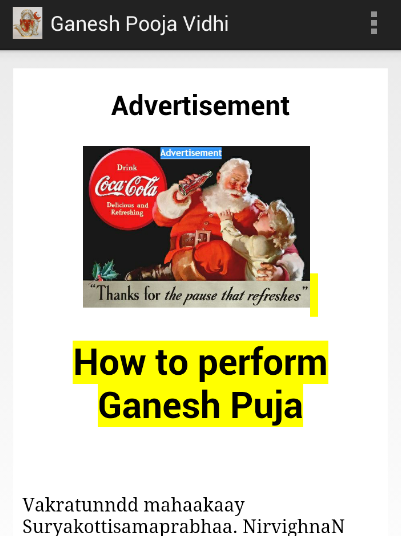 Ganesh Pooja Vidhi
Advertisement
Advertisement
Drink
Coca-Cola
Delicious and
Refreshing
"Thanks for the pause that refreshes"
How to perform
Ganesh Puja
Vakratunndd mahaakaay
Suryakottisamaprabhaa. NirvighnaN